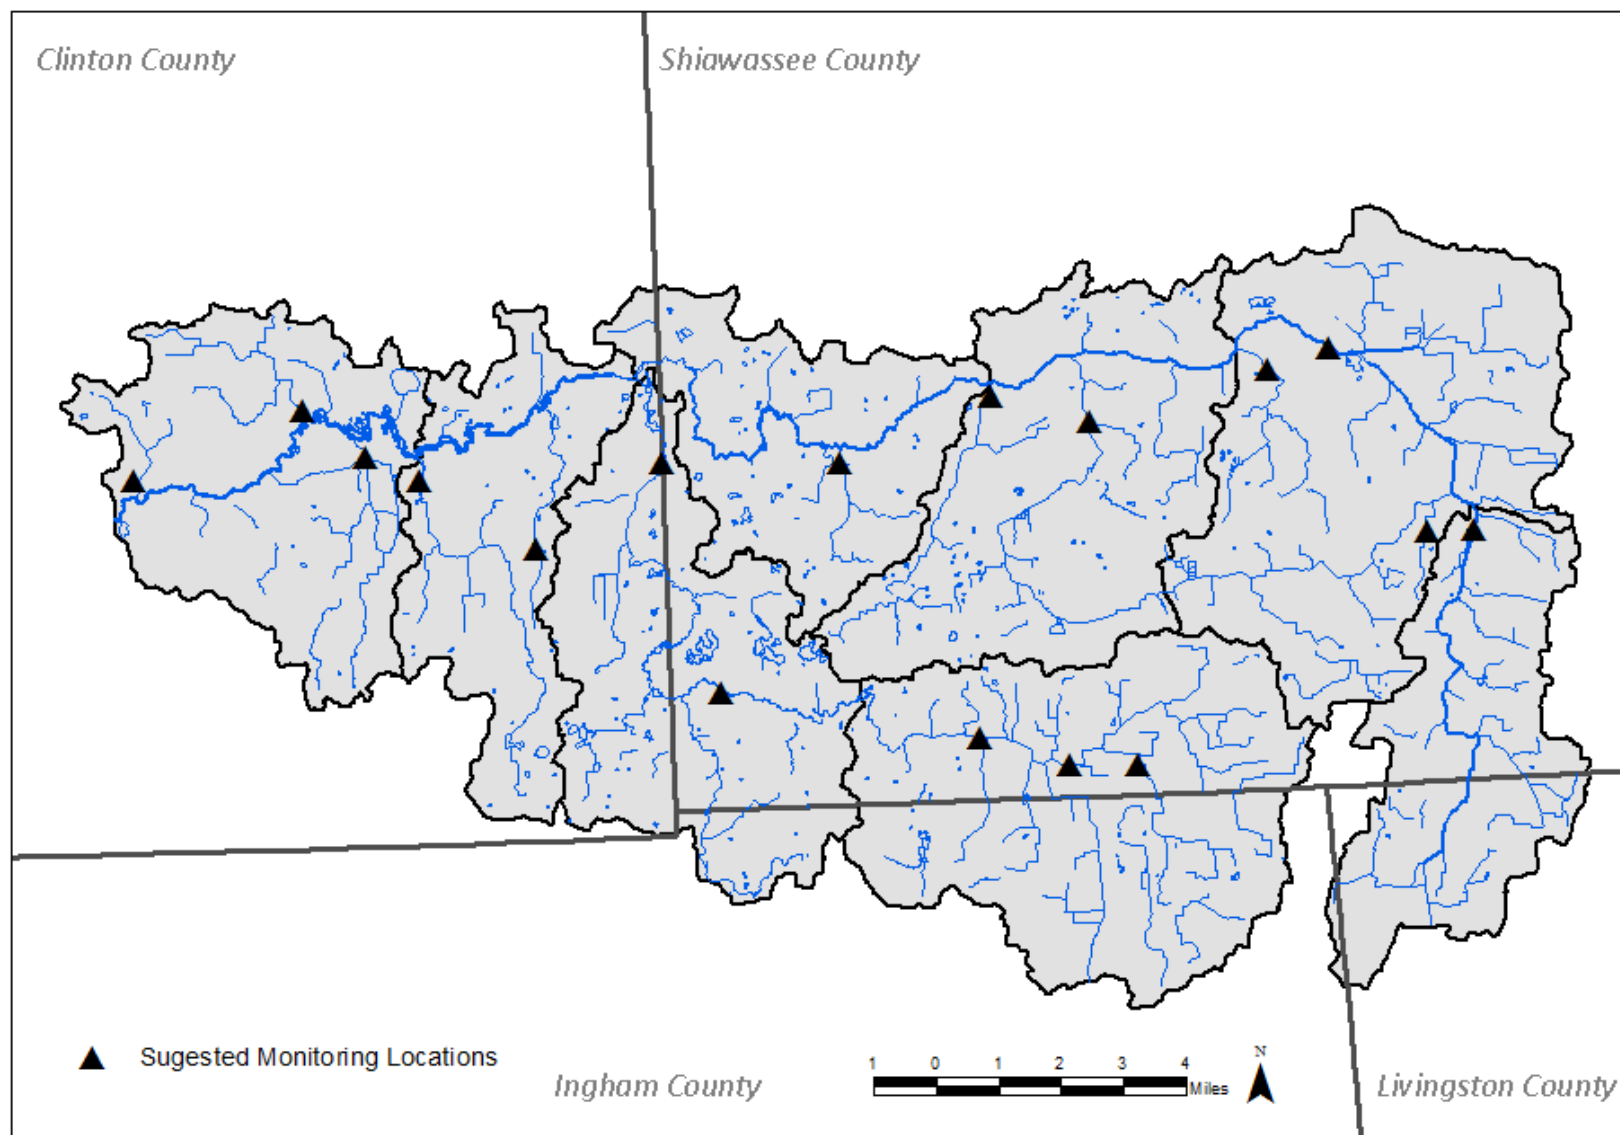 Clinton County
Shiawassee County
Sugested Monitoring Locations
Ingham County
1 0 1 2 3 4
Miles
N
Livingston County